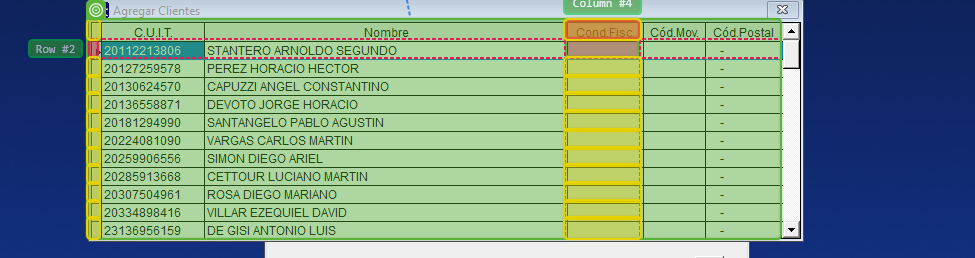 Column #4
Agregar Clientes
C.U.I.T. Nombre Cond.Fisc. Cód.Mov. Cód.Postal
Row #2
20112213806 STANTERO ARNOLDO SEGUNDO -
20127259578 PEREZ HORACIO HECTOR -
20130624570 CAPUZZI ANGEL CONSTANTINO -
20136558871 DEVOTO JORGE HORACIO -
20181294990 SANTANGELO PABLO AGUSTIN -
20224081090 VARGAS CARLOS MARTIN -
20259906556 SIMON DIEGO ARIEL -
20285913668 CETTOUR LUCIANO MARTIN -
20307504961 ROSA DIEGO MARIANO -
20334898416 VILLAR EZEQUIEL DAVID -
23136956159 DE GISI ANTONIO LUIS -